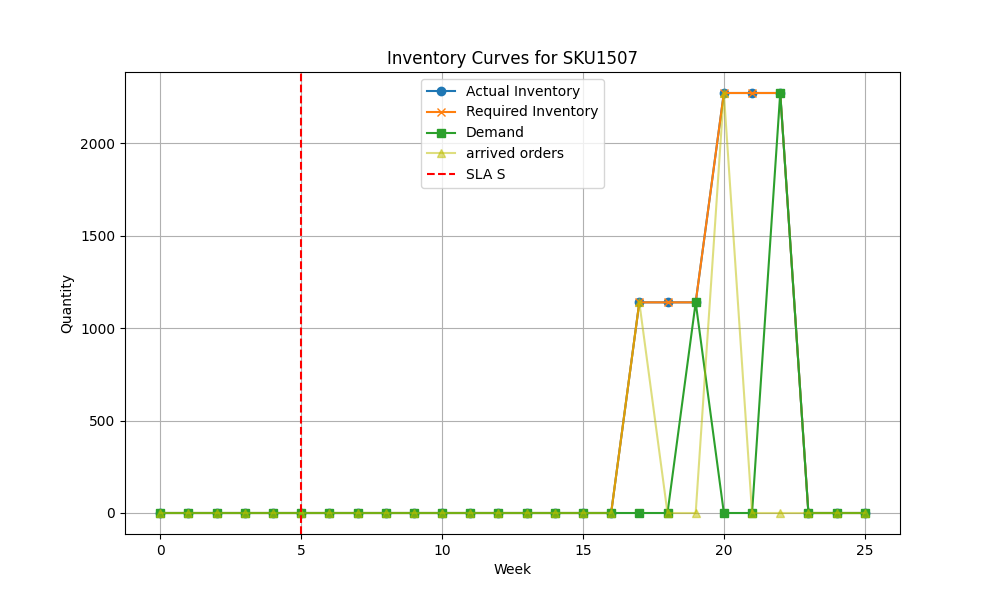 Inventory Curves for SKU1507
Actual Inventory
Required Inventory
Demand
arrived orders
SLA S
2000
1500
1000
500
0
Quantity
0 5 10 15 20 25
Week